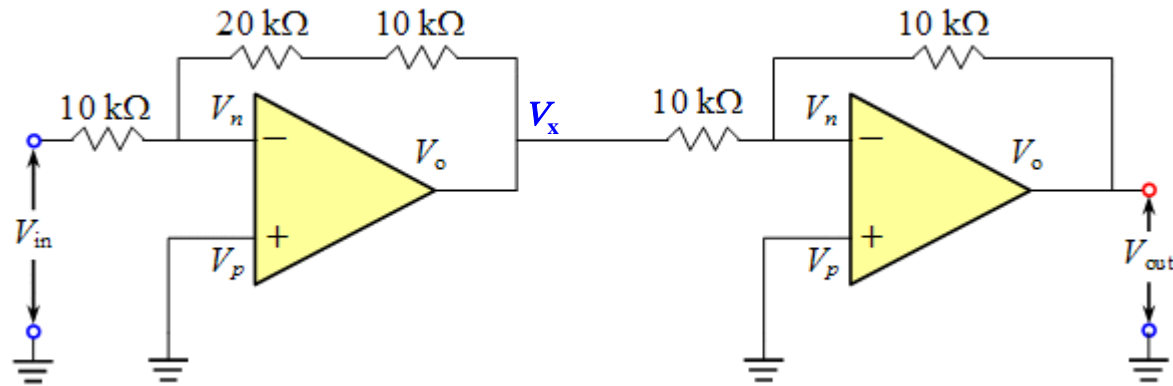 20 kΩ 10 kΩ 10 kΩ
10 kΩ Vn Vx 10 kΩ Vn
− −
Vo Vo
Vin + + Vout
Vp Vp